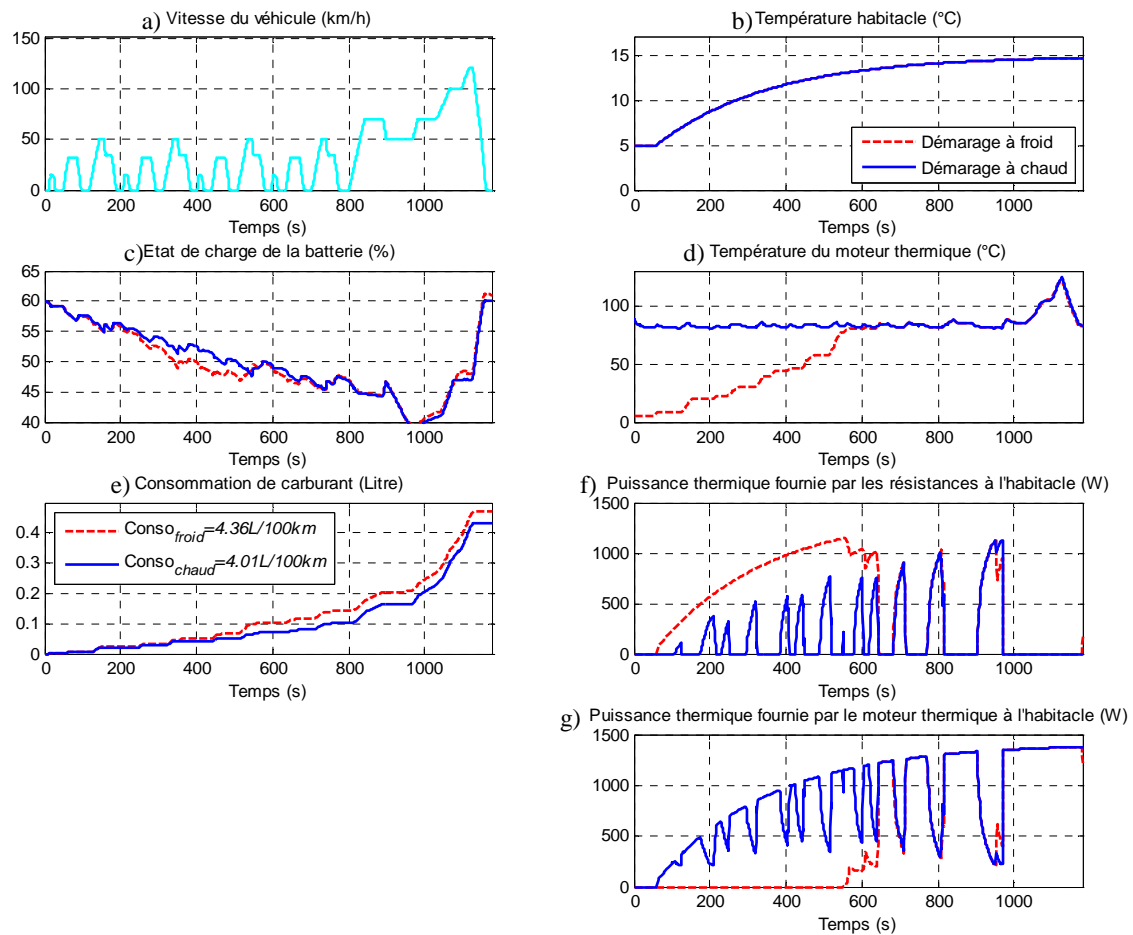 a) Vitesse du véhicule (km/h)
150
100
50
0
0 200 400 600 800 1000
Temps (s)
b) Température habitacle (°C)
15
10
5
0
Démarage à froid
Démarage à chaud
0 200 400 600 800 1000
Temps (s)
c) Etat de charge de la batterie (%)
65
60
55
50
45
40
0 200 400 600 800 1000
Temps (s)
d) Température du moteur thermique (°C)
100
50
0
0 200 400 600 800 1000
Temps (s)
e) Consommation de carburant (Litre)
0.4
0.3
0.2
0.1
0
Conso froid=4.36L/100km
Conso chaud=4.01L/100km
0 200 400 600 800 1000
Temps (s)
f) Puissance thermique fournie par les résistances à l'habitacle (W)
1500
1000
500
0
0 200 400 600 800 1000
Temps (s)
g) Puissance thermique fournie par le moteur thermique à l'habitacle (W)
1500
1000
500
0
0 200 400 600 800 1000
Temps (s)